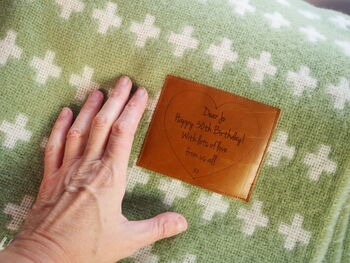 Dear Jo
Happy 30th Birthday!
With lots of love
from us all